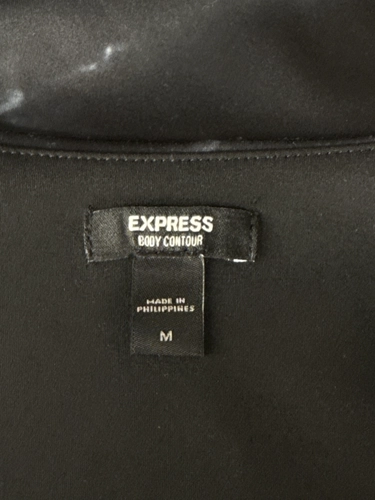 EXPRESS
BODY CONTOUR
MADE IN
PHILIPPINES
M